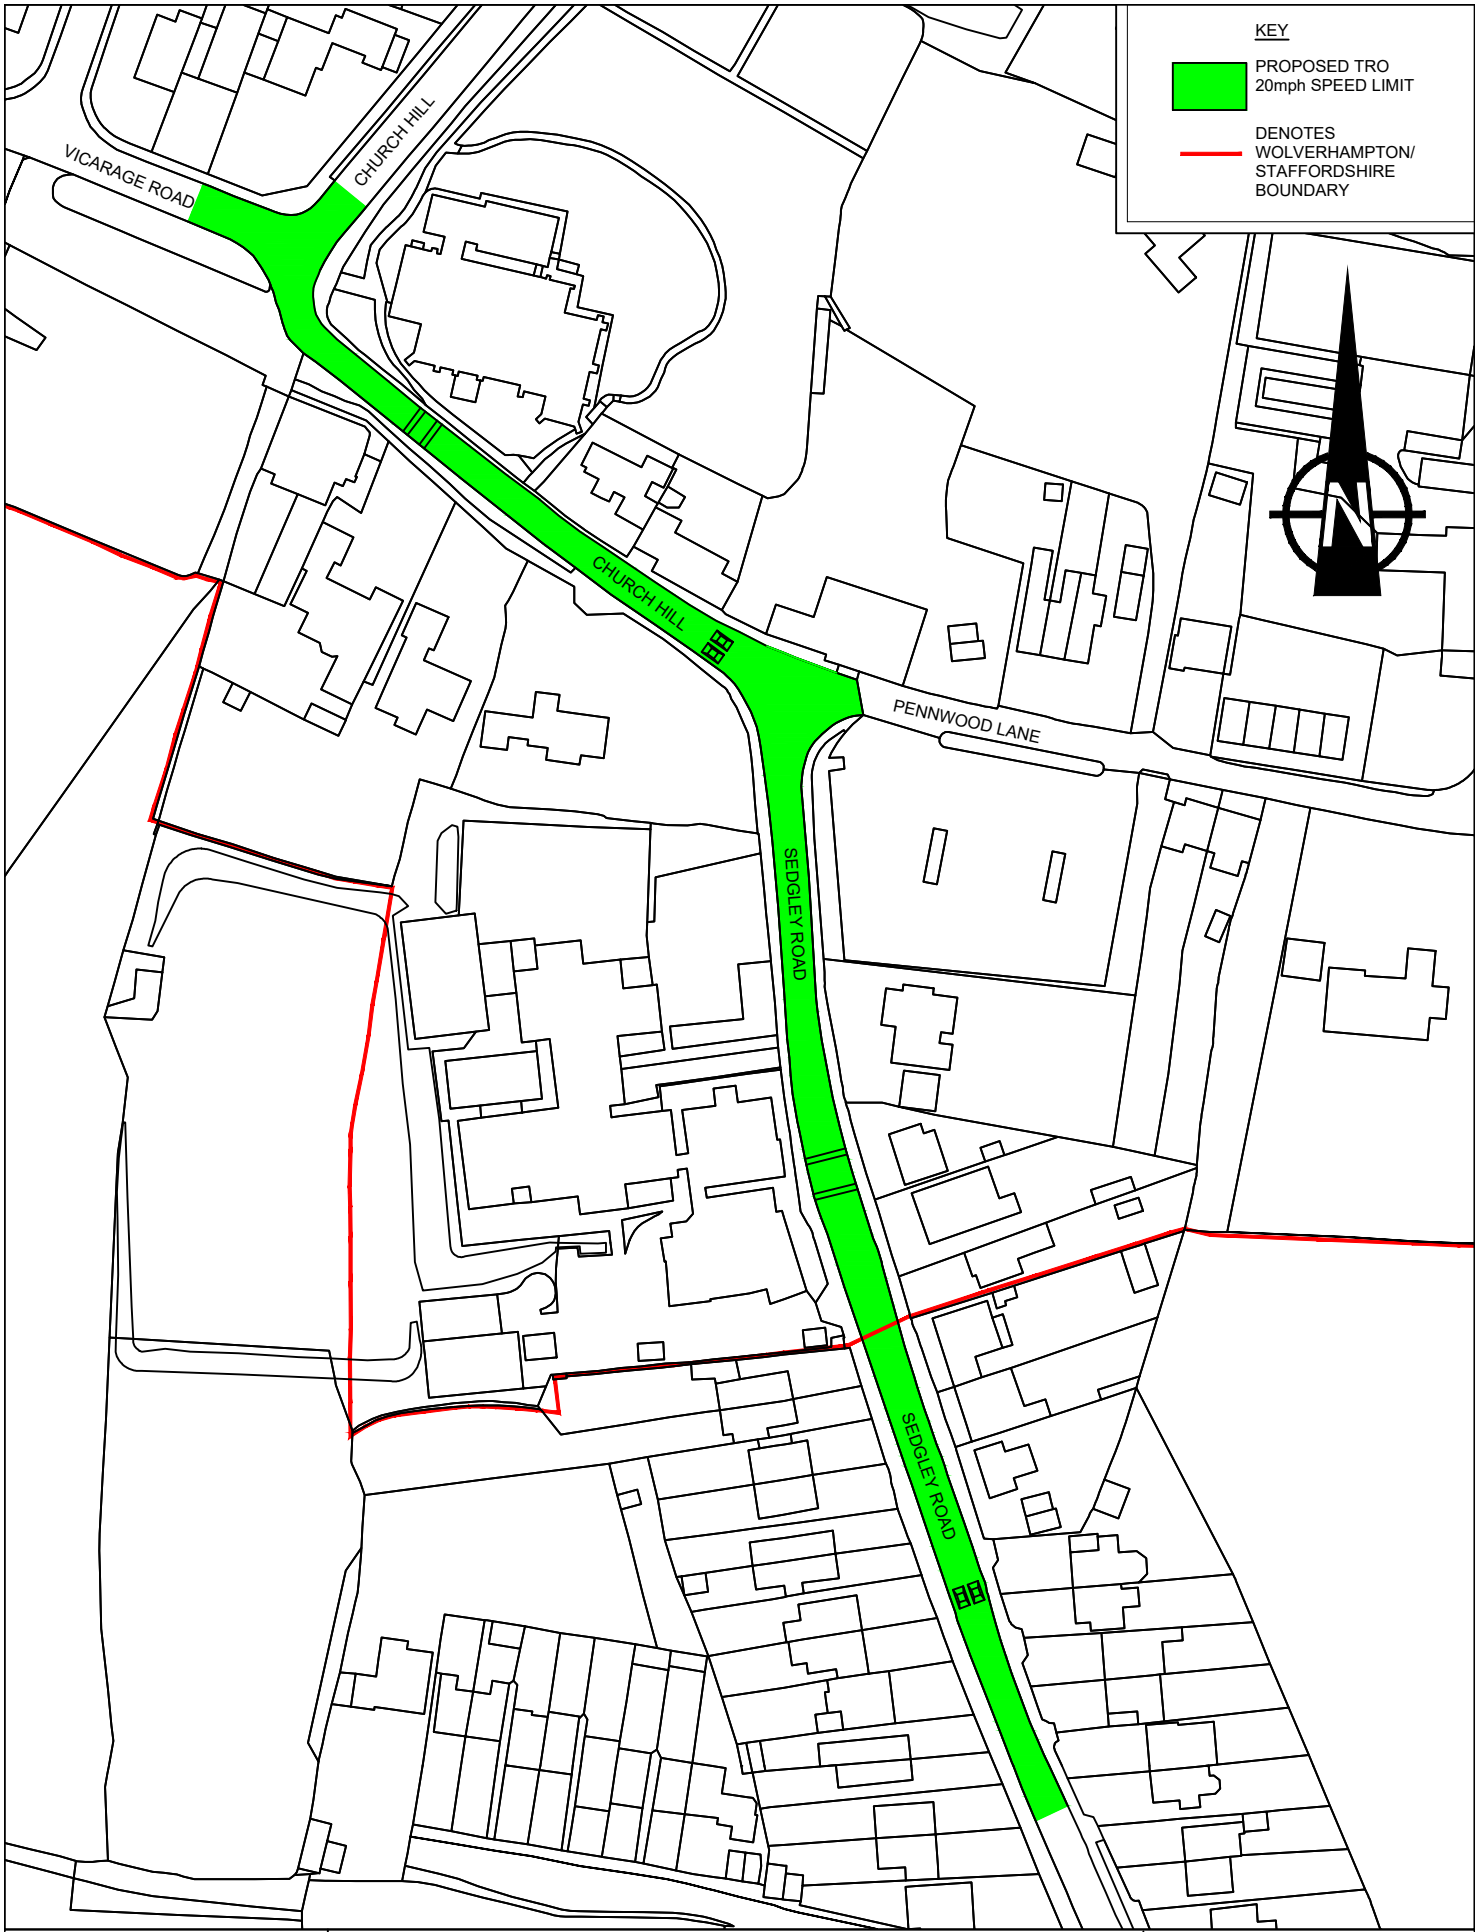 KEY
PROPOSED TRO
20mph SPEED LIMIT
DENOTES
WOLVERHAMPTON/
STAFFORDSHIRE
BOUNDARY
VICARAGE ROAD
CHURCH HILL
N
CHURCH HILL
PENNWOOD LANE
SEDGLEY ROAD
SEDGLEY ROAD